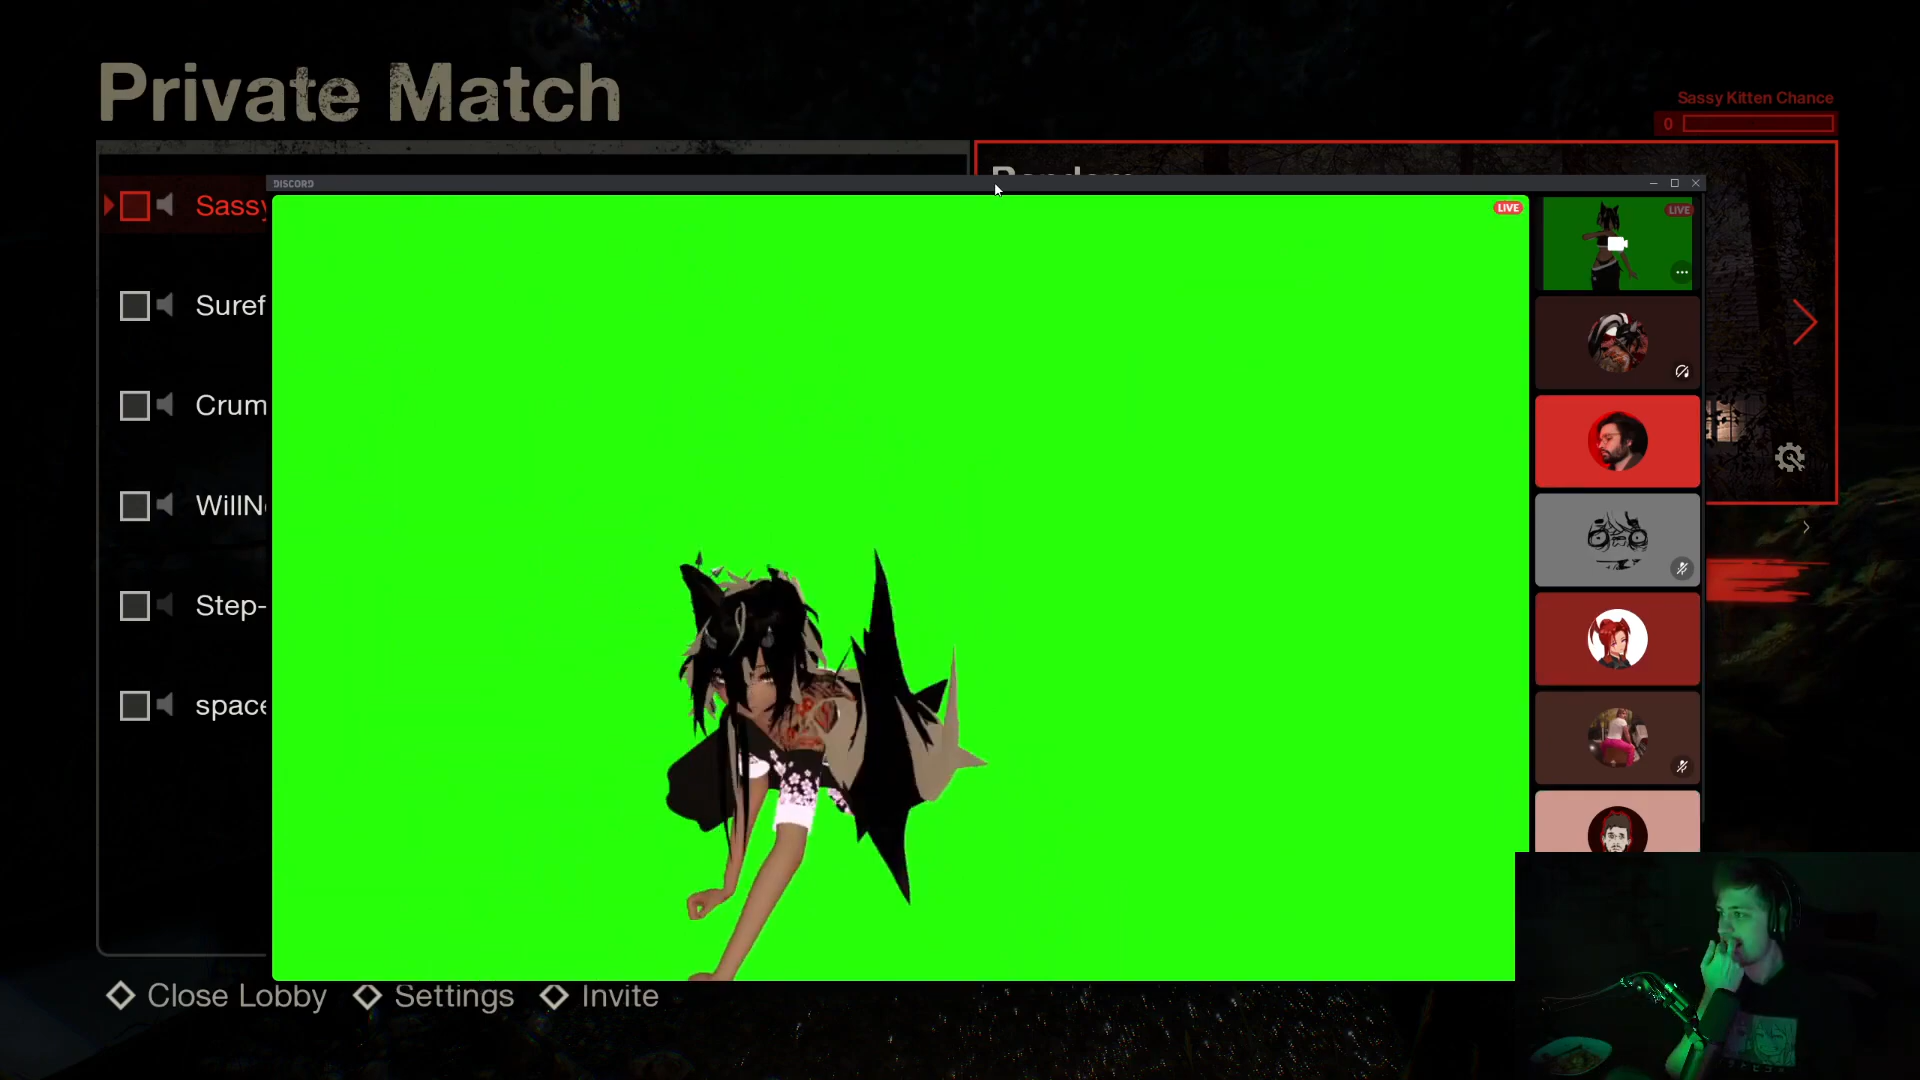 Private Match
Sassy Kitten Chance
0
Random
DISCORD
Sassy
LIVE
LIVE
Suref
Crum
WillN
Step-
space
Close Lobby
Settings
Invite